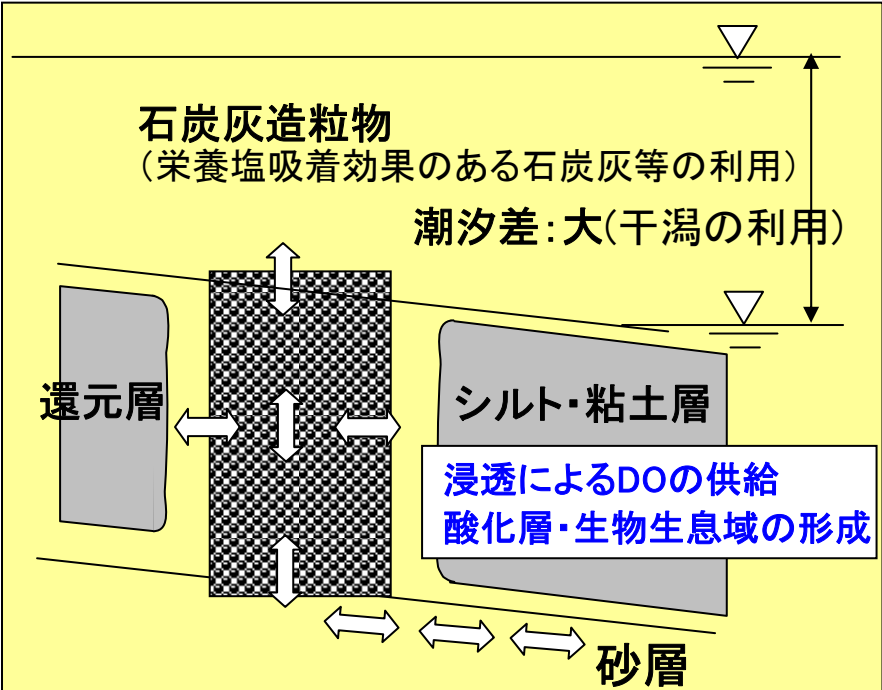 石炭灰造粒物
（栄養塩吸着効果のある石炭灰等の利用）
潮汐差：大（干潟の利用）
還元層
シルト・粘土層
浸透によるDOの供給
酸化層・生物生息域の形成
砂層